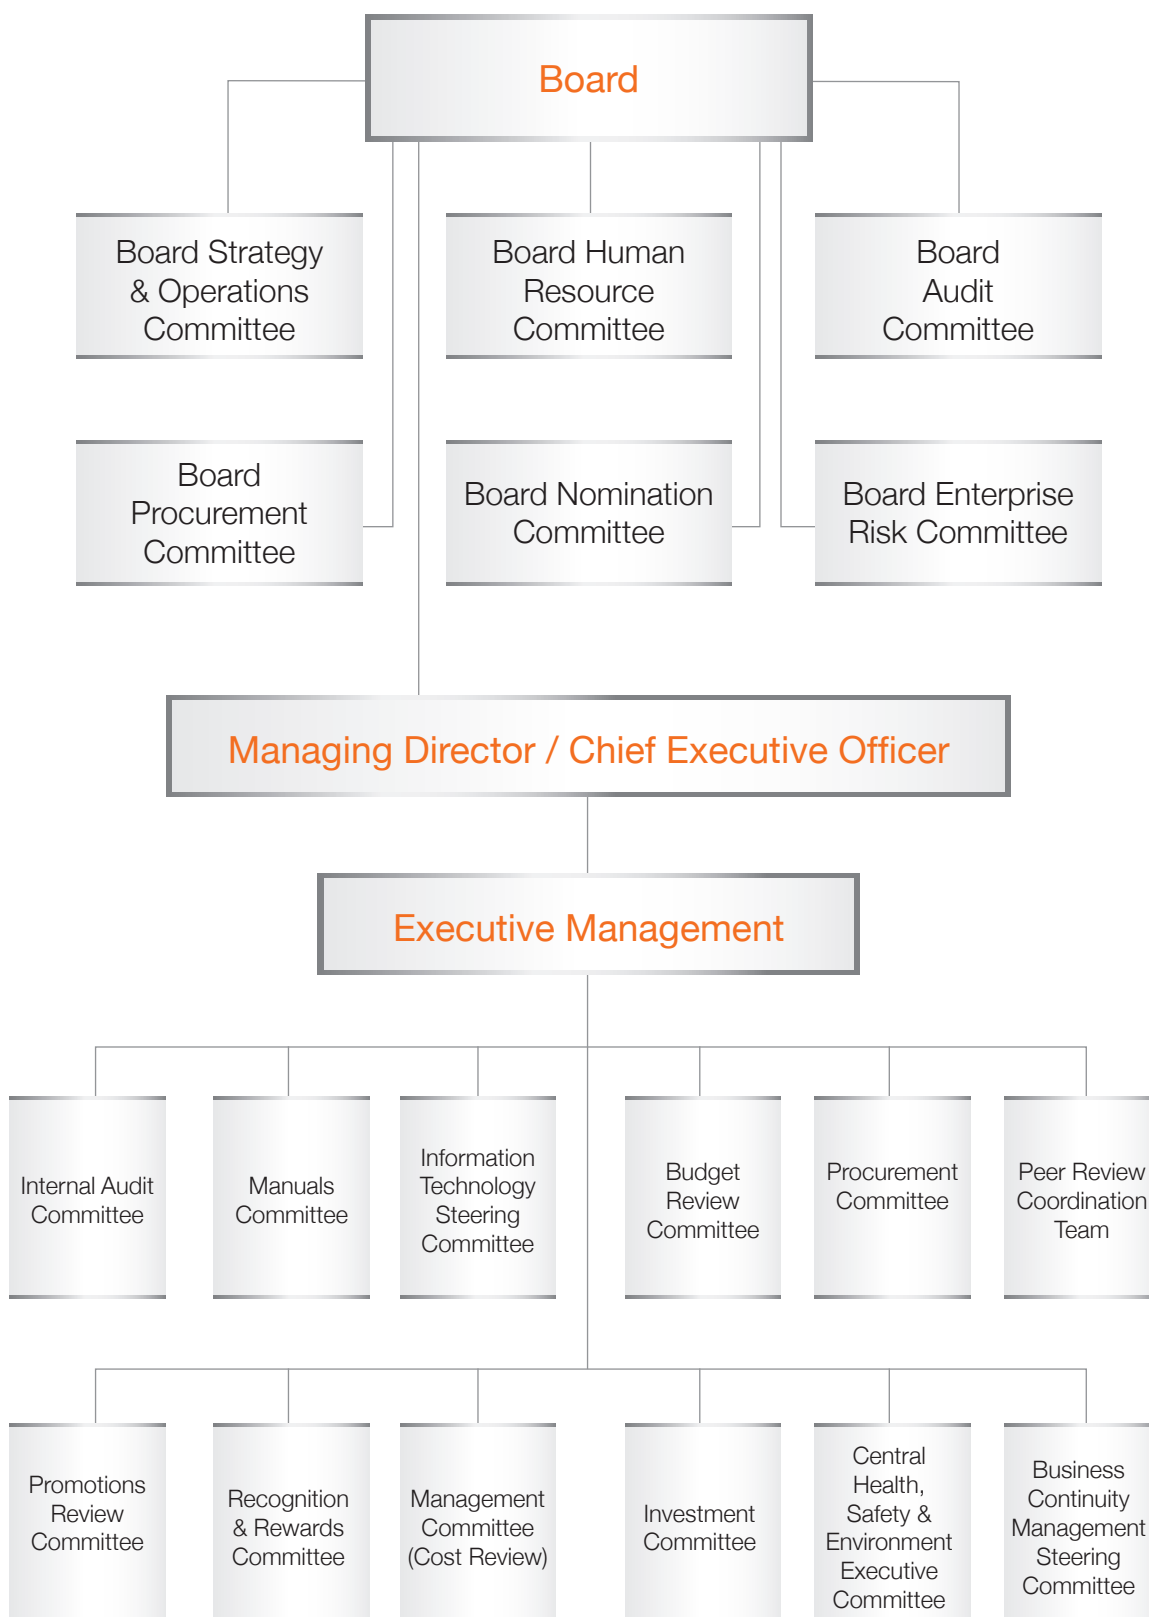 Board
Board Strategy
& Operations
Committee
Board Human
Resource
Committee
Board
Audit
Committee
Board
Procurement
Committee
Board Nomination
Committee
Board Enterprise
Risk Committee
Managing Director / Chief Executive Officer
Executive Management
Internal Audit
Committee
Manuals
Committee
Information
Technology
Steering
Committee
Budget
Review
Committee
Procurement
Committee
Peer Review
Coordination
Team
Promotions
Review
Committee
Recognition
& Rewards
Committee
Management
Committee
(Cost Review)
Investment
Committee
Central
Health,
Safety &
Environment
Executive
Committee
Business
Continuity
Management
Steering
Committee